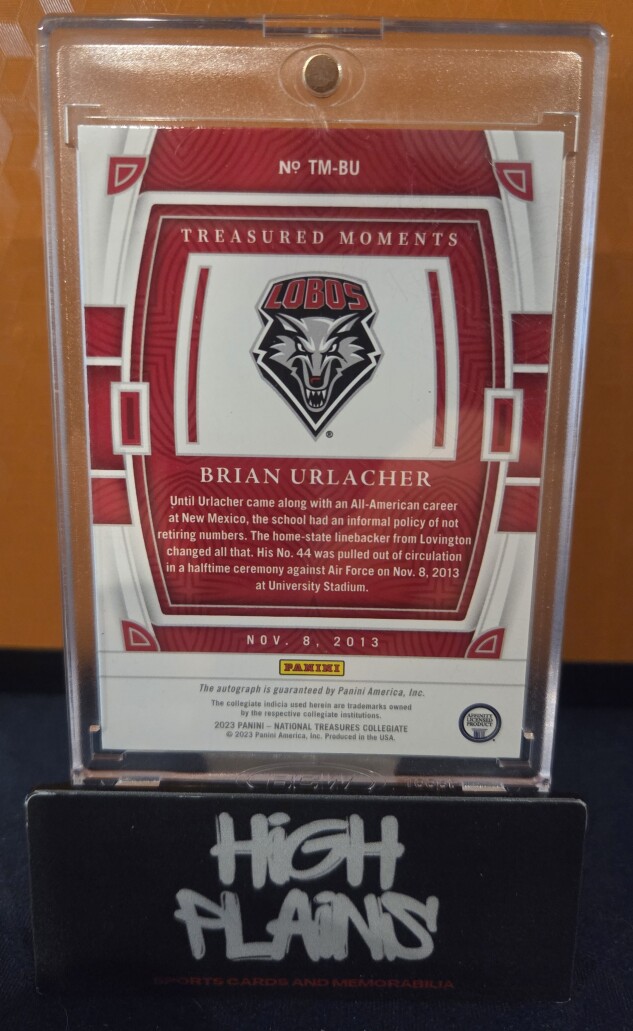 Nº TM-BU
TREASURED MOMENTS
LOBOS
®
BRIAN URLACHER
Until Urlacher came along with an All-American career
at New Mexico, the school had an informal policy of not
retiring numbers. The home-state linebacker from Lovington
changed all that. His No. 44 was pulled out of circulation
in a halftime ceremony against Air Force on Nov. 8, 2013
at University Stadium.
NOV. 8, 2013
PANINI
The autograph is guaranteed by Panini America, Inc.
The collegiate indicia used herein are trademarks owned
by the respective collegiate institutions.
2023 PANINI – NATIONAL TREASURES COLLEGIATE
© 2023 Panini America, Inc. Produced in the USA.
AFFINITY
LICENSED
PRODUCT
HIGH
PLAINS
SPORTS CARDS AND MEMORABILIA